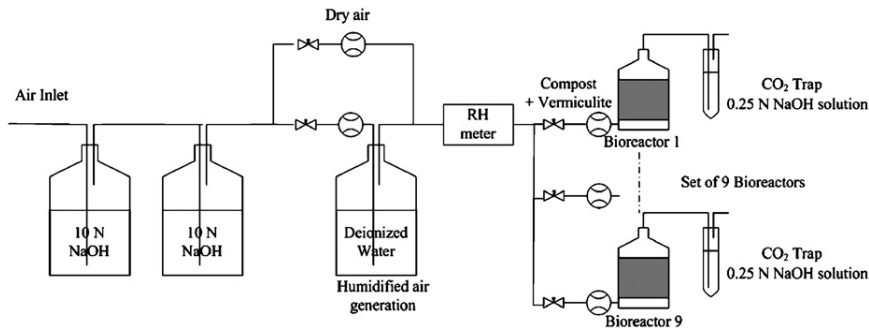 Dry air
Air Inlet
10 N
NaOH
10 N
NaOH
Deionized
Water
Humidified air
generation
RH
meter
Compost
+ Vermiculite
Bioreactor 1
CO₂ Trap
0.25 N NaOH solution
Set of 9 Bioreactors
CO₂ Trap
0.25 N NaOH solution
Bioreactor 9